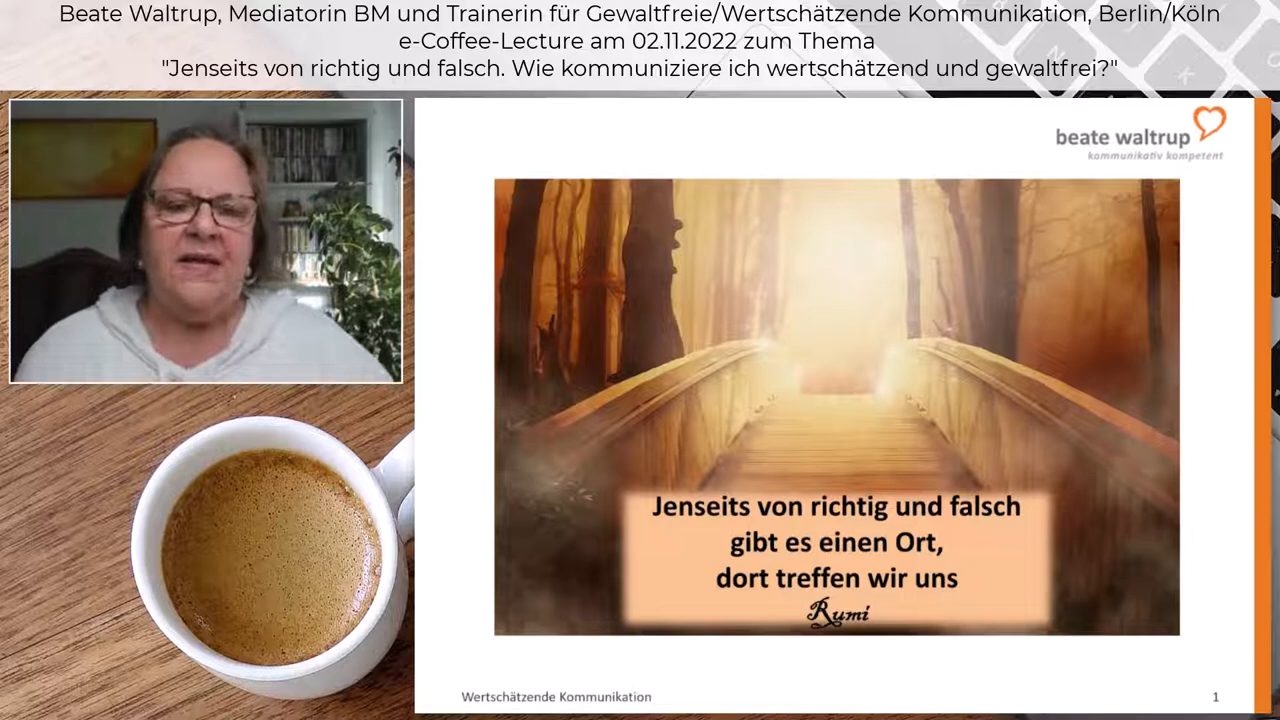 Beate Waltrup, Mediatorin BM und Trainerin für Gewaltfreie/Wertschätzende Kommunikation, Berlin/Köln
e-Coffee-Lecture am 02.11.2022 zum Thema
"Jenseits von richtig und falsch. Wie kommuniziere ich wertschätzend und gewaltfrei?"
beate waltrup
kommunikativ kompetent
Jenseits von richtig und falsch
gibt es einen Ort,
dort treffen wir uns
Rumi
Wertschätzende Kommunikation 1